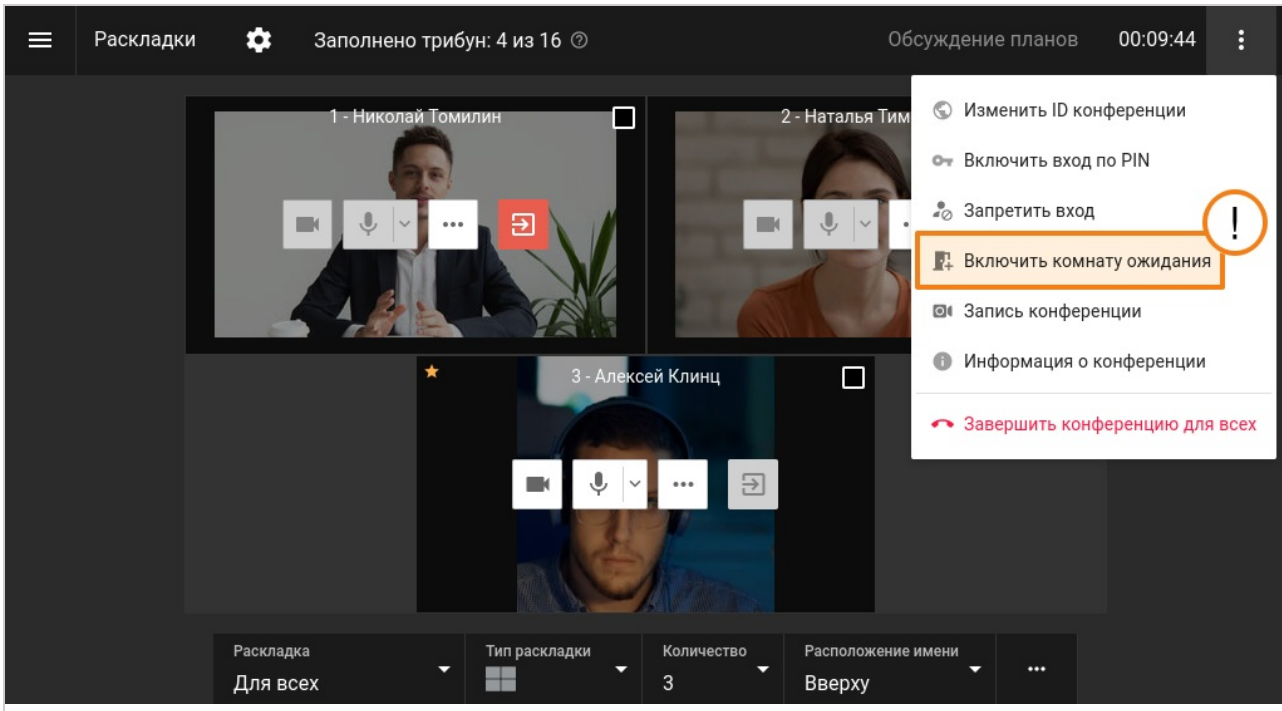 Раскладки
Заполнено трибун: 4 из 16
Обсуждение планов
00:09:44
1 - Николай Томилин
2 - Наталья Тим
Изменить ID конференции
Включить вход по PIN
Запретить вход
!
Включить комнату ожидания
Запись конференции
Информация о конференции
Завершить конференцию для всех
3 - Алексей Клинц
Раскладка
Для всех
Тип раскладки
Количество
3
Расположение имени
Вверху